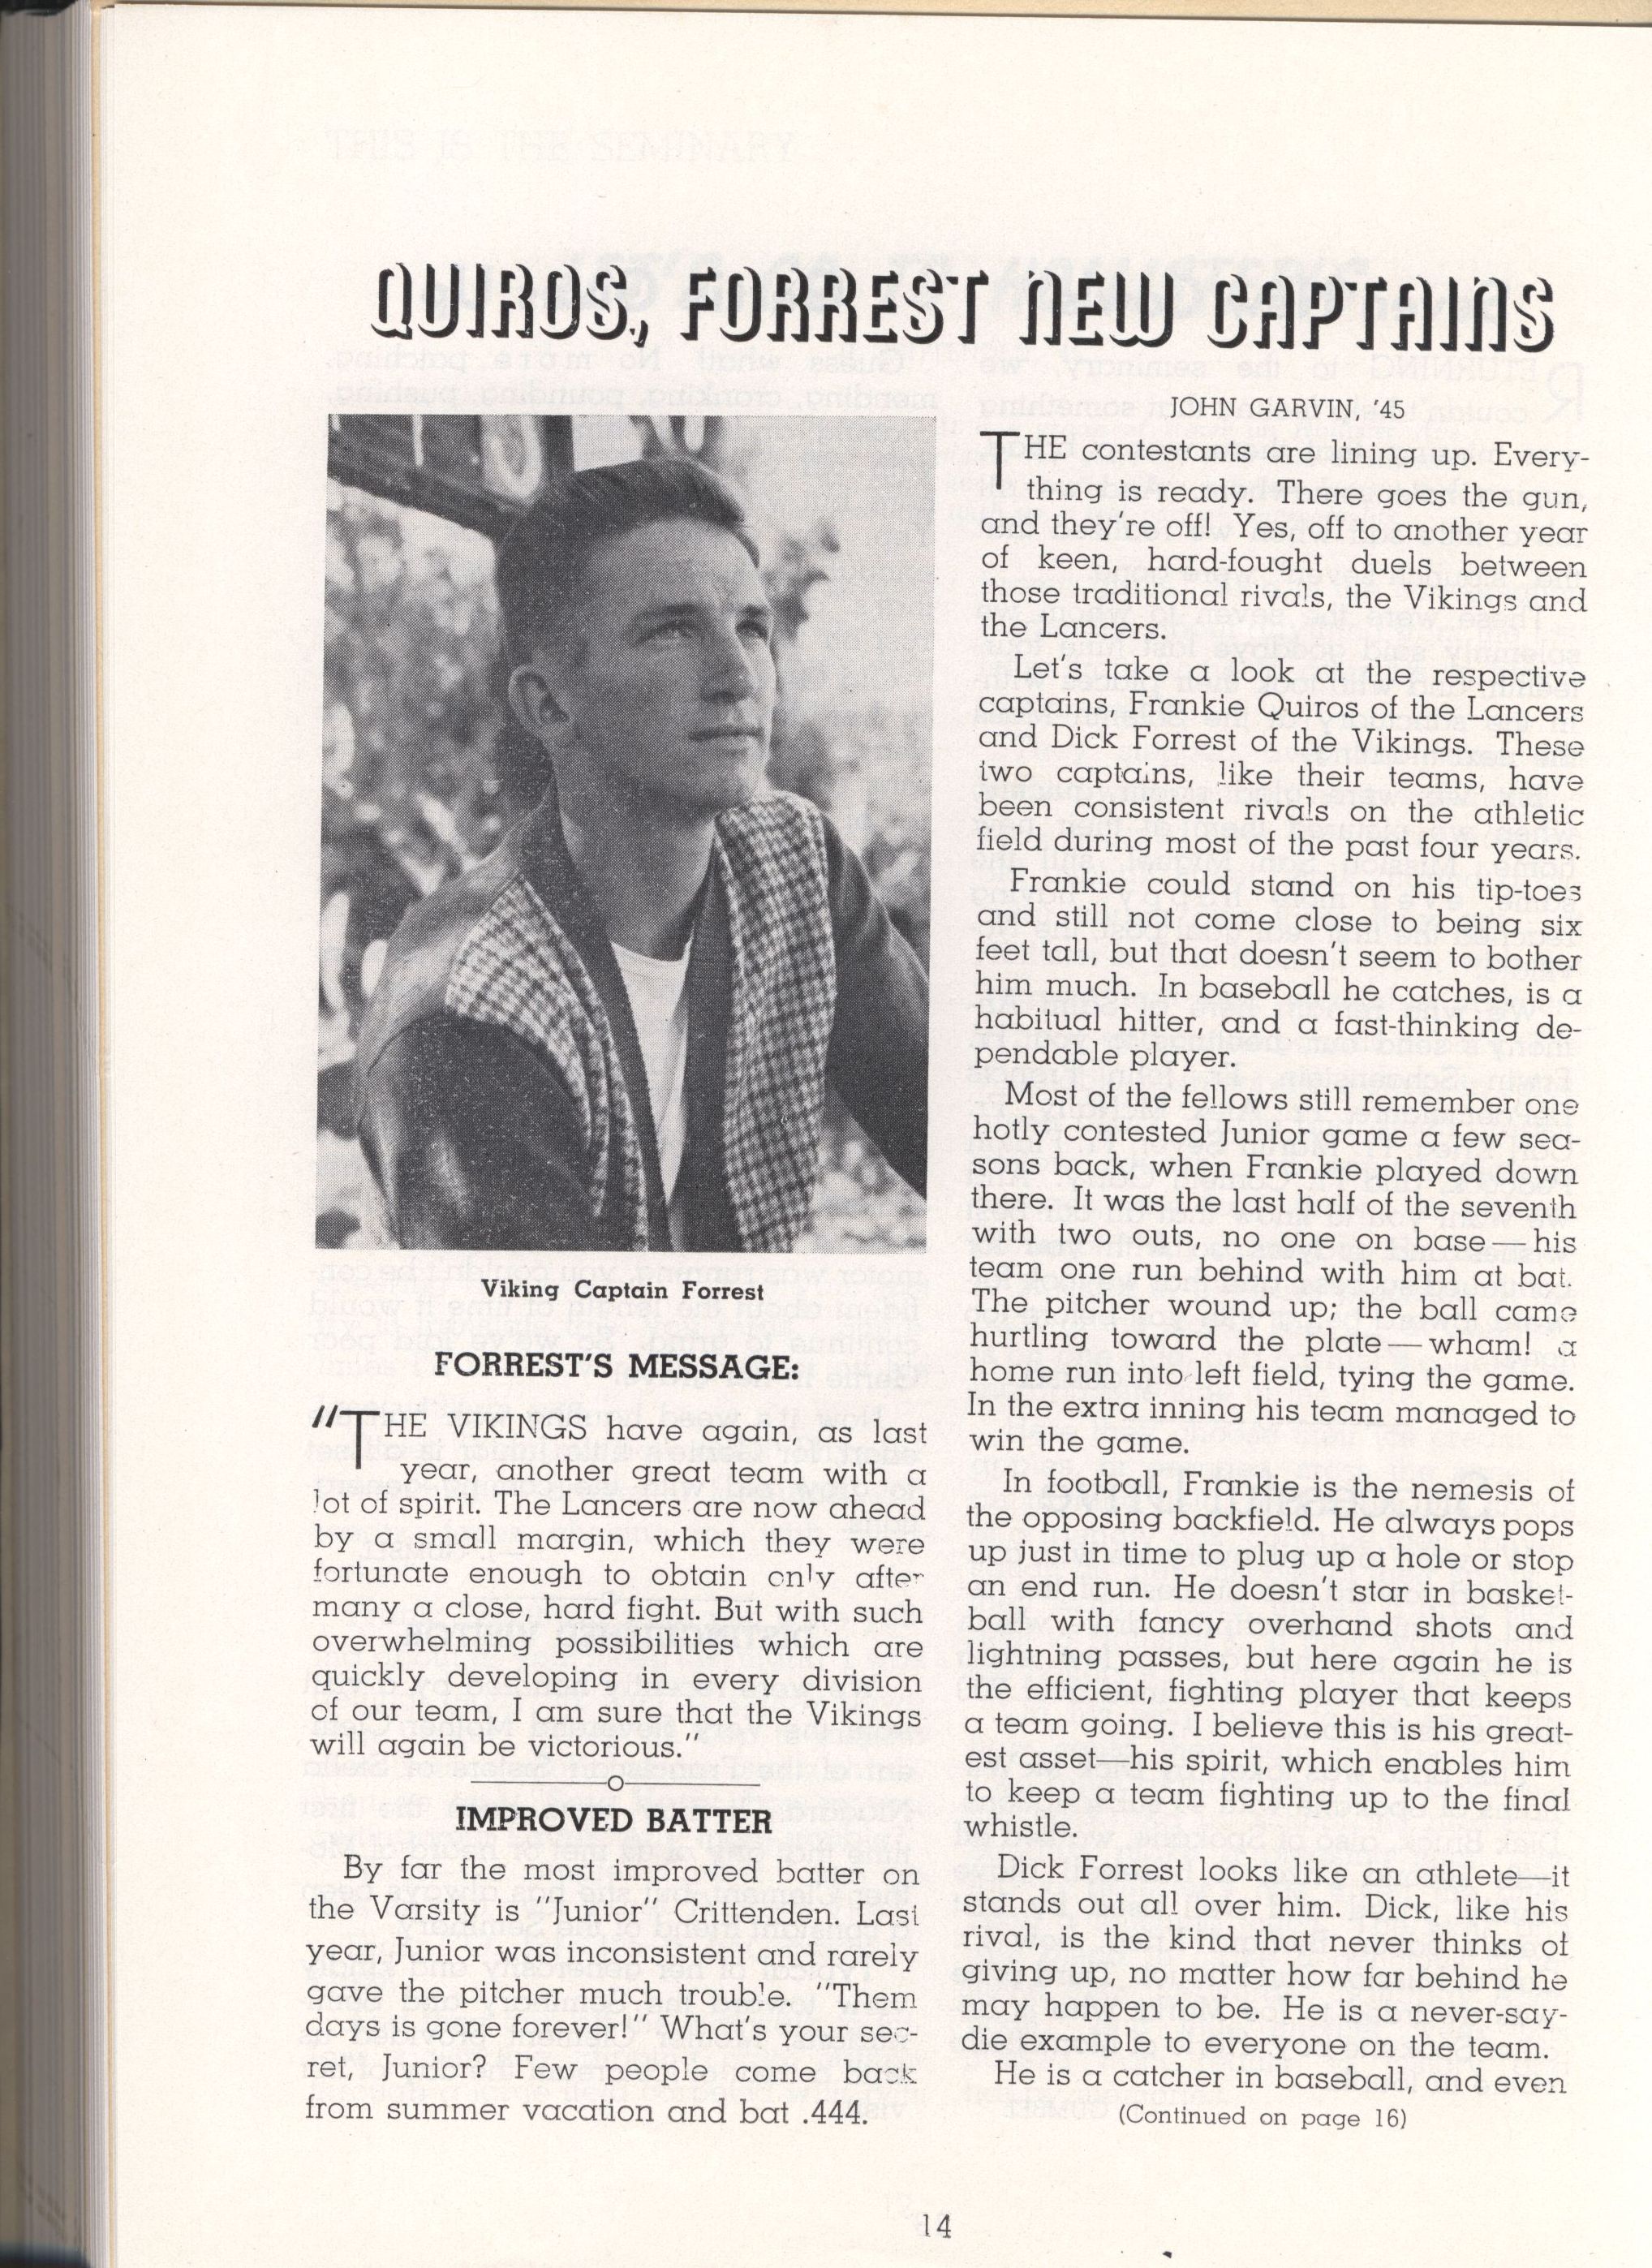 QUIROS, FORREST NEW CAPTAINS
Viking Captain Forrest
FORREST'S MESSAGE:
"THE VIKINGS have again, as last
year, another great team with a
lot of spirit. The Lancers are now ahead
by a small margin, which they were
fortunate enough to obtain only after
many a close, hard fight. But with such
overwhelming possibilities which are
quickly developing in every division
of our team, I am sure that the Vikings
will again be victorious."
IMPROVED BATTER
By far the most improved batter on
the Varsity is "Junior" Crittenden. Last
year, Junior was inconsistent and rarely
gave the pitcher much trouble. "Them
days is gone forever!" What's your sec-
ret, Junior? Few people come back
from summer vacation and bat .444.
JOHN GARVIN, '45
THE contestants are lining up. Every-
thing is ready. There goes the gun,
and they're off! Yes, off to another year
of keen, hard-fought duels between
those traditional rivals, the Vikings and
the Lancers.
Let's take a look at the respective
captains, Frankie Quiros of the Lancers
and Dick Forrest of the Vikings. These
two captains, like their teams, have
been consistent rivals on the athletic
field during most of the past four years.
Frankie could stand on his tip-toes
and still not come close to being six
feet tall, but that doesn't seem to bother
him much. In baseball he catches, is a
habitual hitter, and a fast-thinking de-
pendable player.
Most of the fellows still remember one
hotly contested Junior game a few sea-
sons back, when Frankie played down
there. It was the last half of the seventh
with two outs, no one on base—his
team one run behind with him at bat.
The pitcher wound up; the ball came
hurtling toward the plate—wham! a
home run into left field, tying the game.
In the extra inning his team managed to
win the game.
In football, Frankie is the nemesis of
the opposing backfield. He always pops
up just in time to plug up a hole or stop
an end run. He doesn't star in basket-
ball with fancy overhand shots and
lightning passes, but here again he is
the efficient, fighting player that keeps
a team going. I believe this is his great-
est asset—his spirit, which enables him
to keep a team fighting up to the final
whistle.
Dick Forrest looks like an athlete—it
stands out all over him. Dick, like his
rival, is the kind that never thinks of
giving up, no matter how far behind he
may happen to be. He is a never-say-
die example to everyone on the team.
He is a catcher in baseball, and even
(Continued on page 16)
14